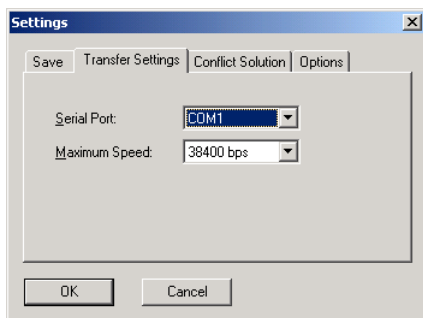 Settings
Save Transfer Settings Conflict Solution Options
Serial Port: COM1
Maximum Speed: 38400 bps
OK Cancel